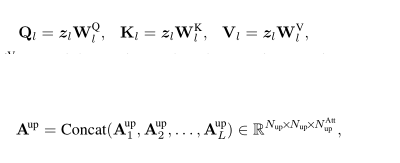 Q_l = z_l W_l^Q, K_l = z_l W_l^K, V_l = z_l W_l^V,
A^up = Concat(A_1^up, A_2^up, . . . , A_L^up) ∈ ℝ^{N_up×N_up×N_up^Att},